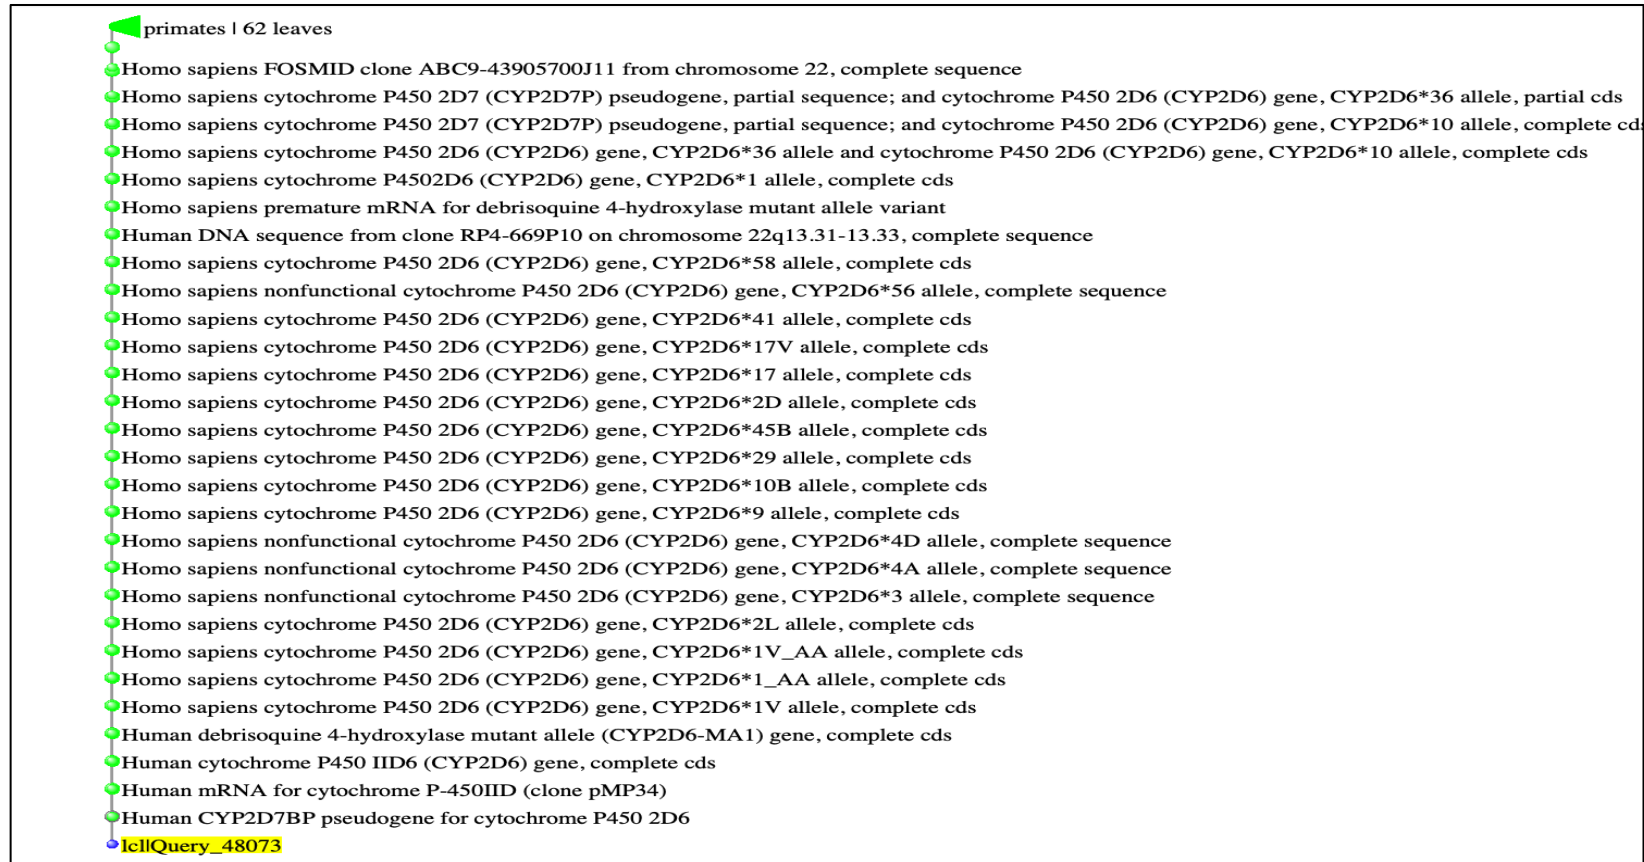 primates | 62 leaves
Homo sapiens FOSMID clone ABC9-43905700J11 from chromosome 22, complete sequence
Homo sapiens cytochrome P450 2D7 (CYP2D7P) pseudogene, partial sequence; and cytochrome P450 2D6 (CYP2D6) gene, CYP2D6*36 allele, partial cds
Homo sapiens cytochrome P450 2D7 (CYP2D7P) pseudogene, partial sequence; and cytochrome P450 2D6 (CYP2D6) gene, CYP2D6*10 allele, complete cds
Homo sapiens cytochrome P450 2D6 (CYP2D6) gene, CYP2D6*36 allele and cytochrome P450 2D6 (CYP2D6) gene, CYP2D6*10 allele, complete cds
Homo sapiens cytochrome P4502D6 (CYP2D6) gene, CYP2D6*1 allele, complete cds
Homo sapiens premature mRNA for debrisoquine 4-hydroxylase mutant allele variant
Human DNA sequence from clone RP4-669P10 on chromosome 22q13.31-13.33, complete sequence
Homo sapiens cytochrome P450 2D6 (CYP2D6) gene, CYP2D6*58 allele, complete cds
Homo sapiens nonfunctional cytochrome P450 2D6 (CYP2D6) gene, CYP2D6*56 allele, complete sequence
Homo sapiens cytochrome P450 2D6 (CYP2D6) gene, CYP2D6*41 allele, complete cds
Homo sapiens cytochrome P450 2D6 (CYP2D6) gene, CYP2D6*17V allele, complete cds
Homo sapiens cytochrome P450 2D6 (CYP2D6) gene, CYP2D6*17 allele, complete cds
Homo sapiens cytochrome P450 2D6 (CYP2D6) gene, CYP2D6*2D allele, complete cds
Homo sapiens cytochrome P450 2D6 (CYP2D6) gene, CYP2D6*45B allele, complete cds
Homo sapiens cytochrome P450 2D6 (CYP2D6) gene, CYP2D6*29 allele, complete cds
Homo sapiens cytochrome P450 2D6 (CYP2D6) gene, CYP2D6*10B allele, complete cds
Homo sapiens cytochrome P450 2D6 (CYP2D6) gene, CYP2D6*9 allele, complete cds
Homo sapiens nonfunctional cytochrome P450 2D6 (CYP2D6) gene, CYP2D6*4D allele, complete sequence
Homo sapiens nonfunctional cytochrome P450 2D6 (CYP2D6) gene, CYP2D6*4A allele, complete sequence
Homo sapiens nonfunctional cytochrome P450 2D6 (CYP2D6) gene, CYP2D6*3 allele, complete sequence
Homo sapiens cytochrome P450 2D6 (CYP2D6) gene, CYP2D6*2L allele, complete cds
Homo sapiens cytochrome P450 2D6 (CYP2D6) gene, CYP2D6*1V_AA allele, complete cds
Homo sapiens cytochrome P450 2D6 (CYP2D6) gene, CYP2D6*1_AA allele, complete cds
Homo sapiens cytochrome P450 2D6 (CYP2D6) gene, CYP2D6*1V allele, complete cds
Human debrisoquine 4-hydroxylase mutant allele (CYP2D6-MA1) gene, complete cds
Human cytochrome P450 IID6 (CYP2D6) gene, complete cds
Human mRNA for cytochrome P-450IID (clone pMP34)
Human CYP2D7BP pseudogene for cytochrome P450 2D6
lcl|Query_48073